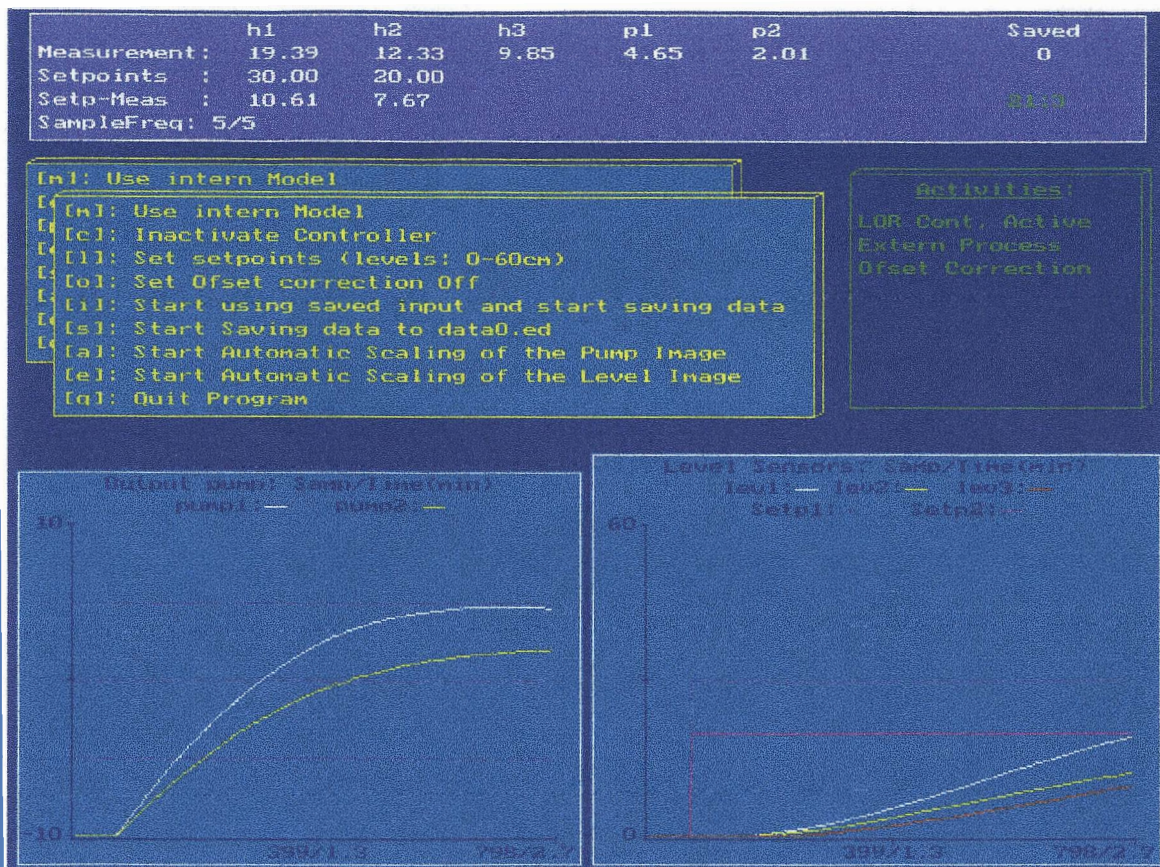 h1 h2 h3 p1 p2 Saved
Measurement: 19.39 12.33 9.85 4.65 2.01 0
Setpoints : 30.00 20.00
Setp-Meas : 10.61 7.67
SampleFreq: 5/5
[m]: Use intern Model
[m]: Use intern Model
[c]: Inactivate Controller
[l]: Set setpoints (levels: 0-60cm)
[o]: Set Ofset correction Off
[i]: Start using saved input and start saving data
[s]: Start Saving data to data0.ed
[a]: Start Automatic Scaling of the Pump Image
[e]: Start Automatic Scaling of the Level Image
[q]: Quit Program
Activities:
LQR Cont. Active
Extern Process
Ofset Correction
Output pump: Samp/Time(min)
pump1: pump2:
10
-10
399/1.3 798/2.7
Level Sensors: Samp/Time(min)
lev1: lev2: lev3:
Setp1: Setp2:
60
0
399/1.3 798/2.7